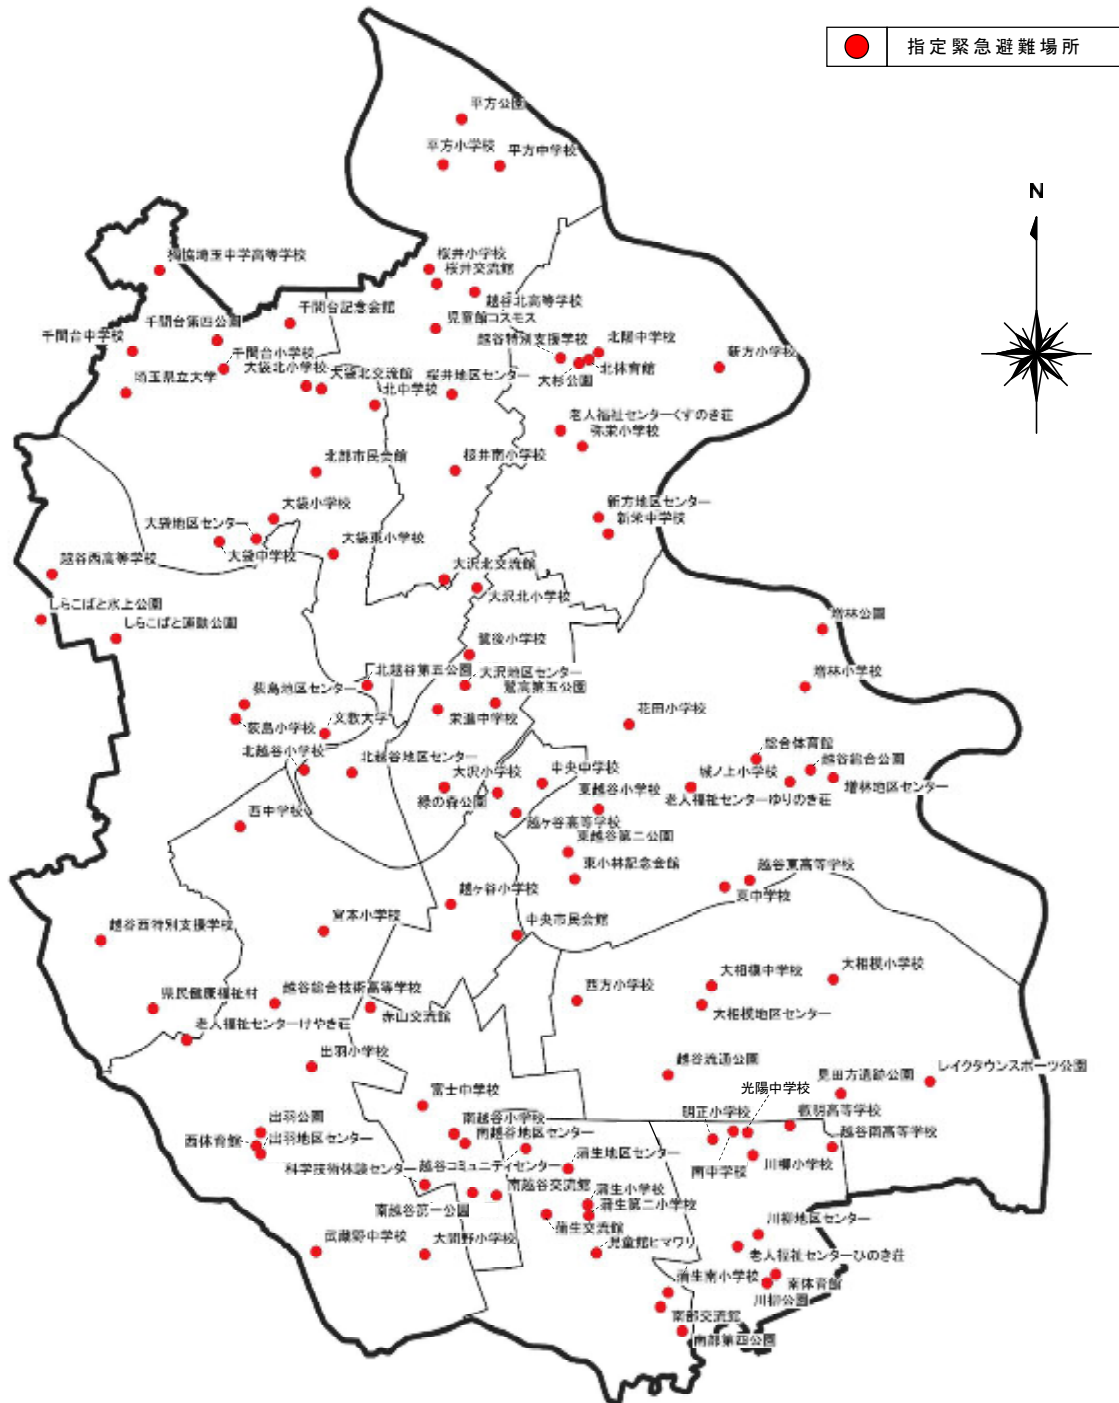 指定緊急避難場所
N
平方公園
平方小学校
平方中学校
獨協埼玉中学高等学校
桜井小学校
桜井交流館
越谷北高等学校
千間台記念会館
千間台第四公園
千間台中学校
児童館コスモス
越谷特別支援学校
北陽中学校
北体育館
大杉公園
新方小学校
千間台小学校
大袋北小学校
大袋北交流館
埼玉県立大学
北中学校
桜井地区センター
老人福祉センターくすのき荘
弥栄小学校
北部市民会館
桜井南小学校
新方地区センター
新栄中学校
大袋小学校
大袋地区センター
大袋中学校
大袋東小学校
越谷西高等学校
大沢北交流館
大沢北小学校
しらこばと水上公園
しらこばと運動公園
増林公園
鷺後小学校
北越谷第五公園
大沢地区センター
鷺高第五公園
増林小学校
荻島地区センター
荻島小学校
文教大学
栄進中学校
花田小学校
北越谷小学校
北越谷地区センター
大沢小学校
中央中学校
総合体育館
城ノ上小学校
越谷総合公園
増林地区センター
緑の森公園
東越谷小学校
老人福祉センターゆりのき荘
西中学校
越ヶ谷高等学校
東越谷第二公園
東小林記念会館
越谷東高等学校
東中学校
越ヶ谷小学校
宮本小学校
中央市民会館
越谷西特別支援学校
大相模中学校
大相模小学校
県民健康福祉村
越谷総合技術高等学校
赤山交流館
西方小学校
大相模地区センター
老人福祉センターけやき荘
出羽小学校
越谷流通公園
見田方遺跡公園
レイクタウンスポーツ公園
富士中学校
光陽中学校
明正小学校
叡明高等学校
越谷南高等学校
出羽公園
西体育館
出羽地区センター
南越谷小学校
南越谷地区センター
蒲生地区センター
南中学校
川柳小学校
科学技術体験センター
越谷コミュニティセンター
南越谷第一公園
南越谷交流館
蒲生小学校
蒲生第二小学校
蒲生交流館
川柳地区センター
武蔵野中学校
大間野小学校
児童館ヒマワリ
老人福祉センターひのき荘
蒲生南小学校
南体育館
川柳公園
南部交流館
南部第四公園